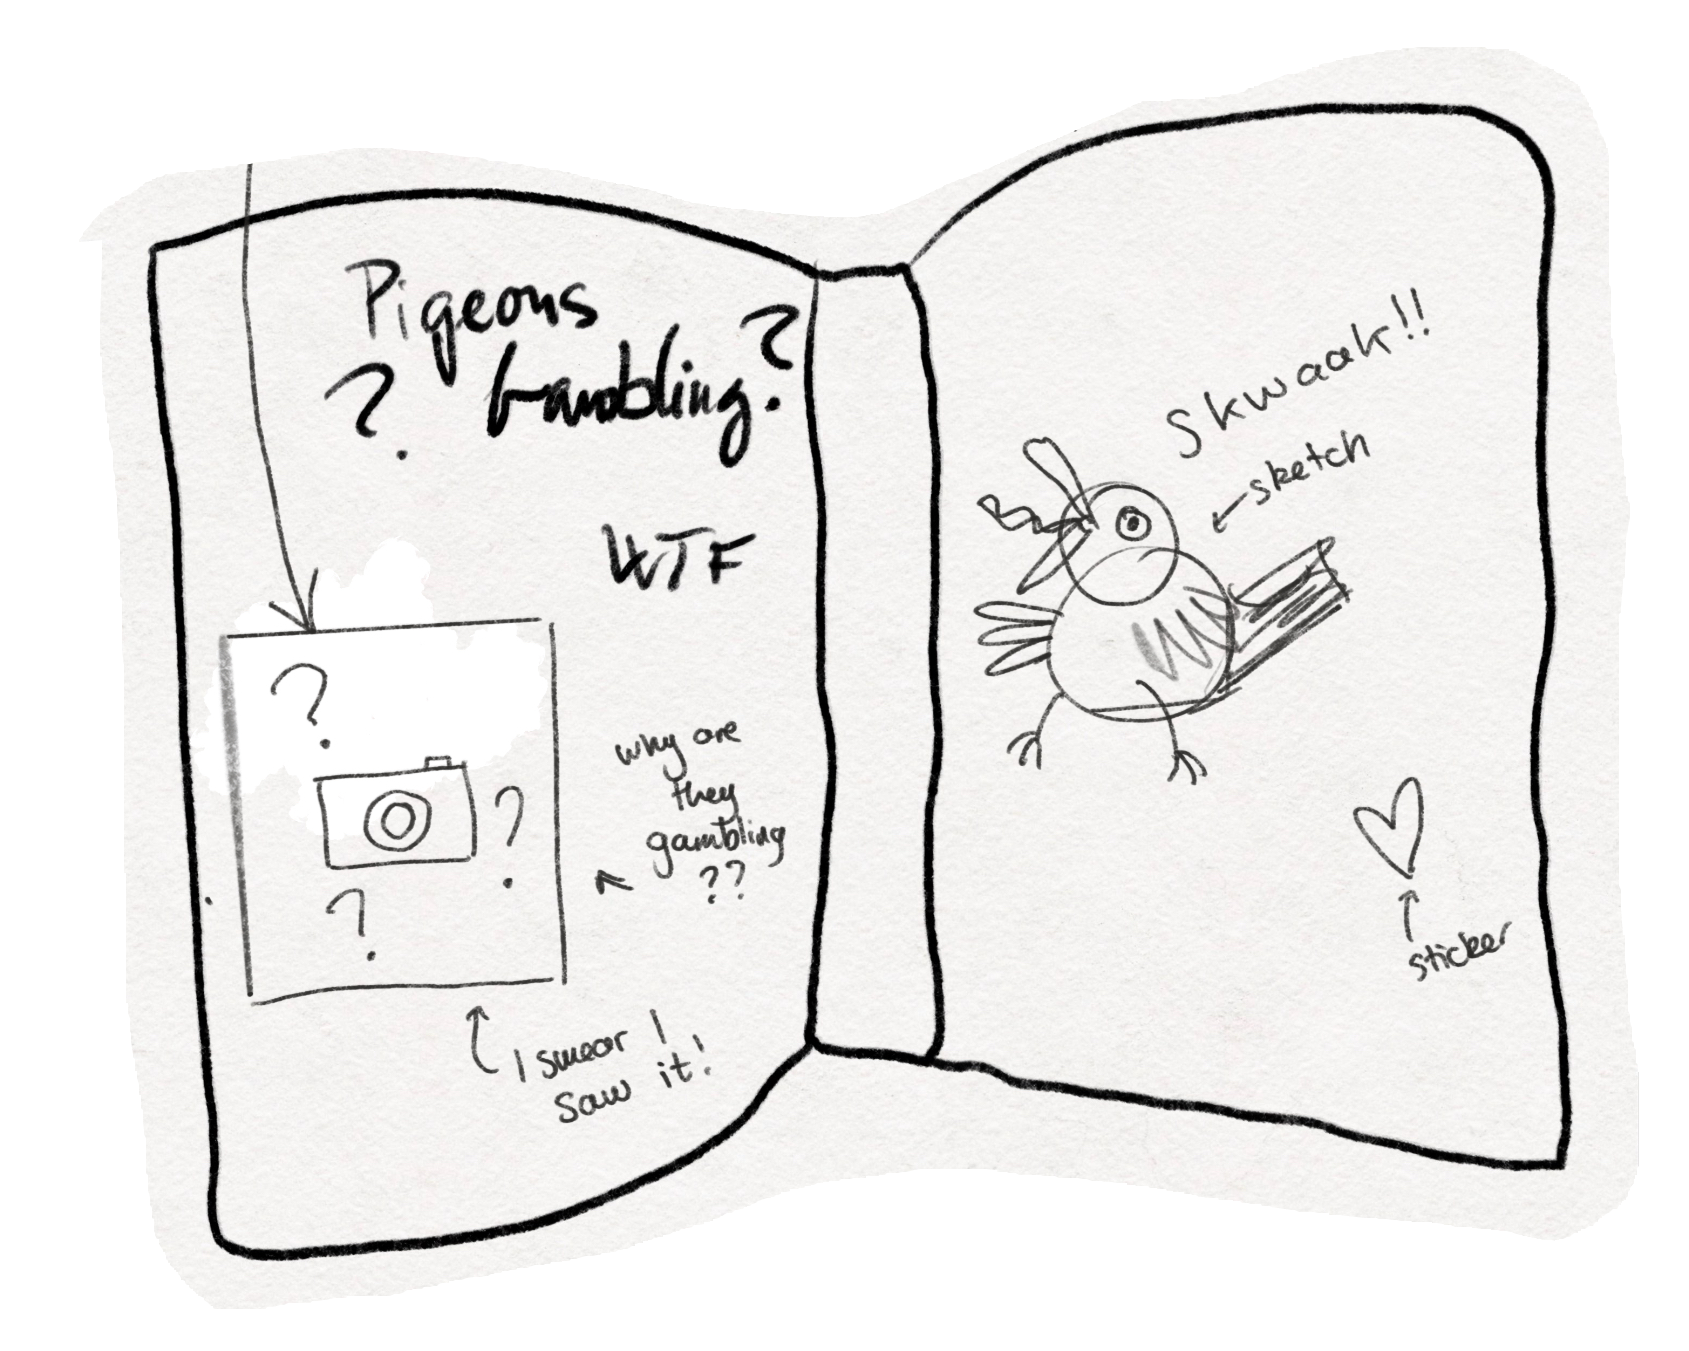 Pigeons
? Gambling?
WTF
?
?
?
why are
they
gambling
??
I swear I
saw it!
Skwaak!!
sketch
sticker